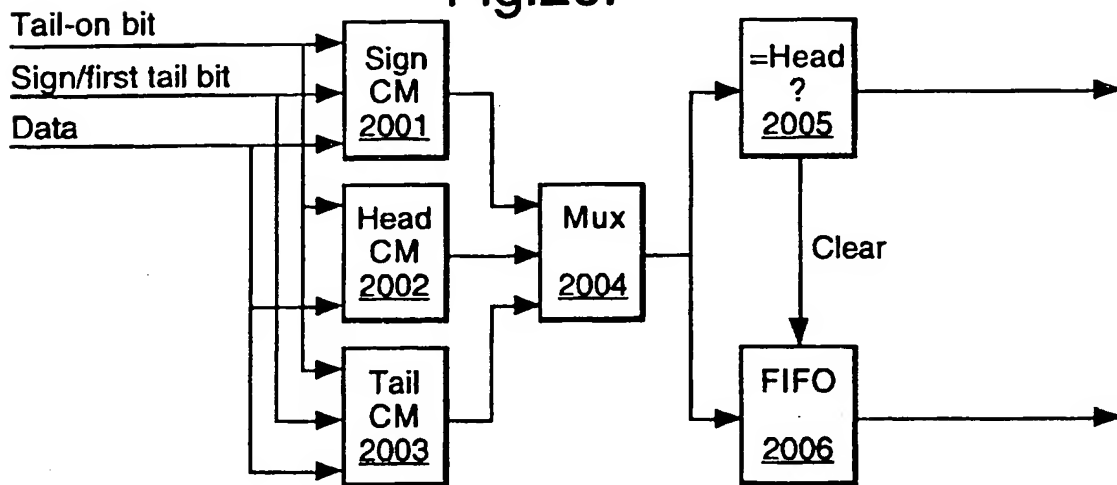 Tail-on bit
Sign/first tail bit
Data
Sign
CM
2001
Head
CM
2002
Tail
CM
2003
Mux
2004
=Head
?
2005
Clear
FIFO
2006